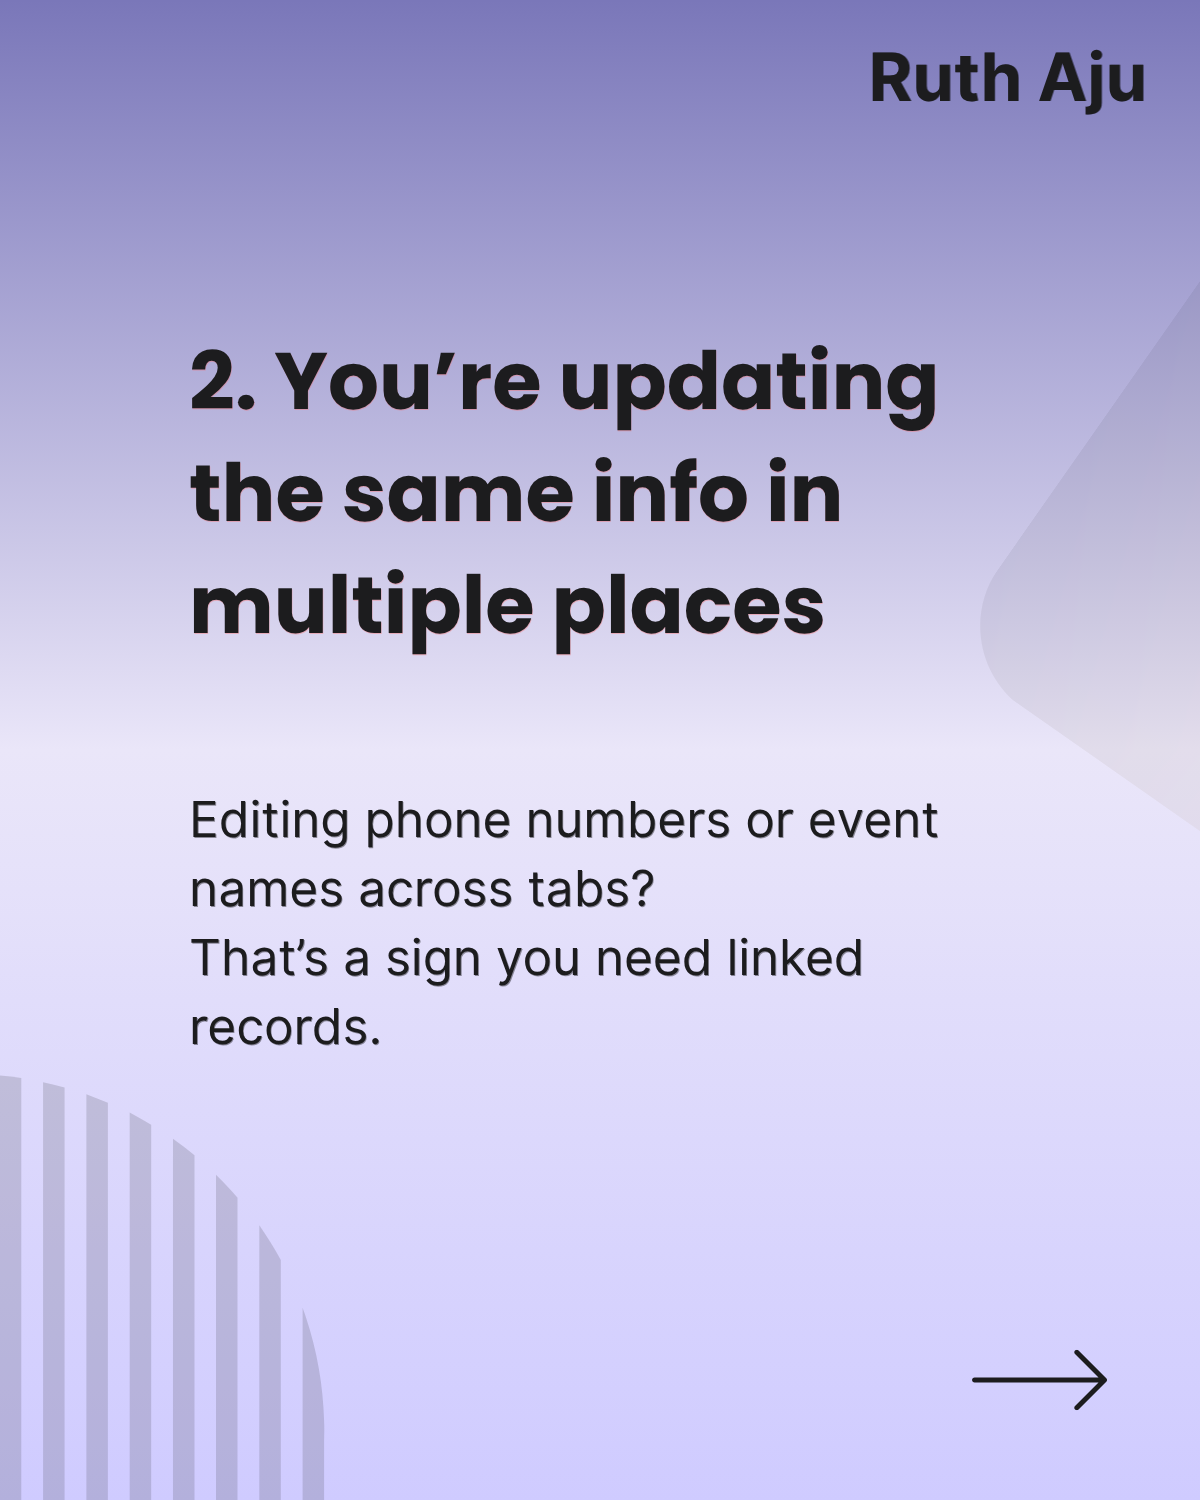 Ruth Aju
2. You’re updating
the same info in
multiple places
Editing phone numbers or event
names across tabs?
That’s a sign you need linked
records.